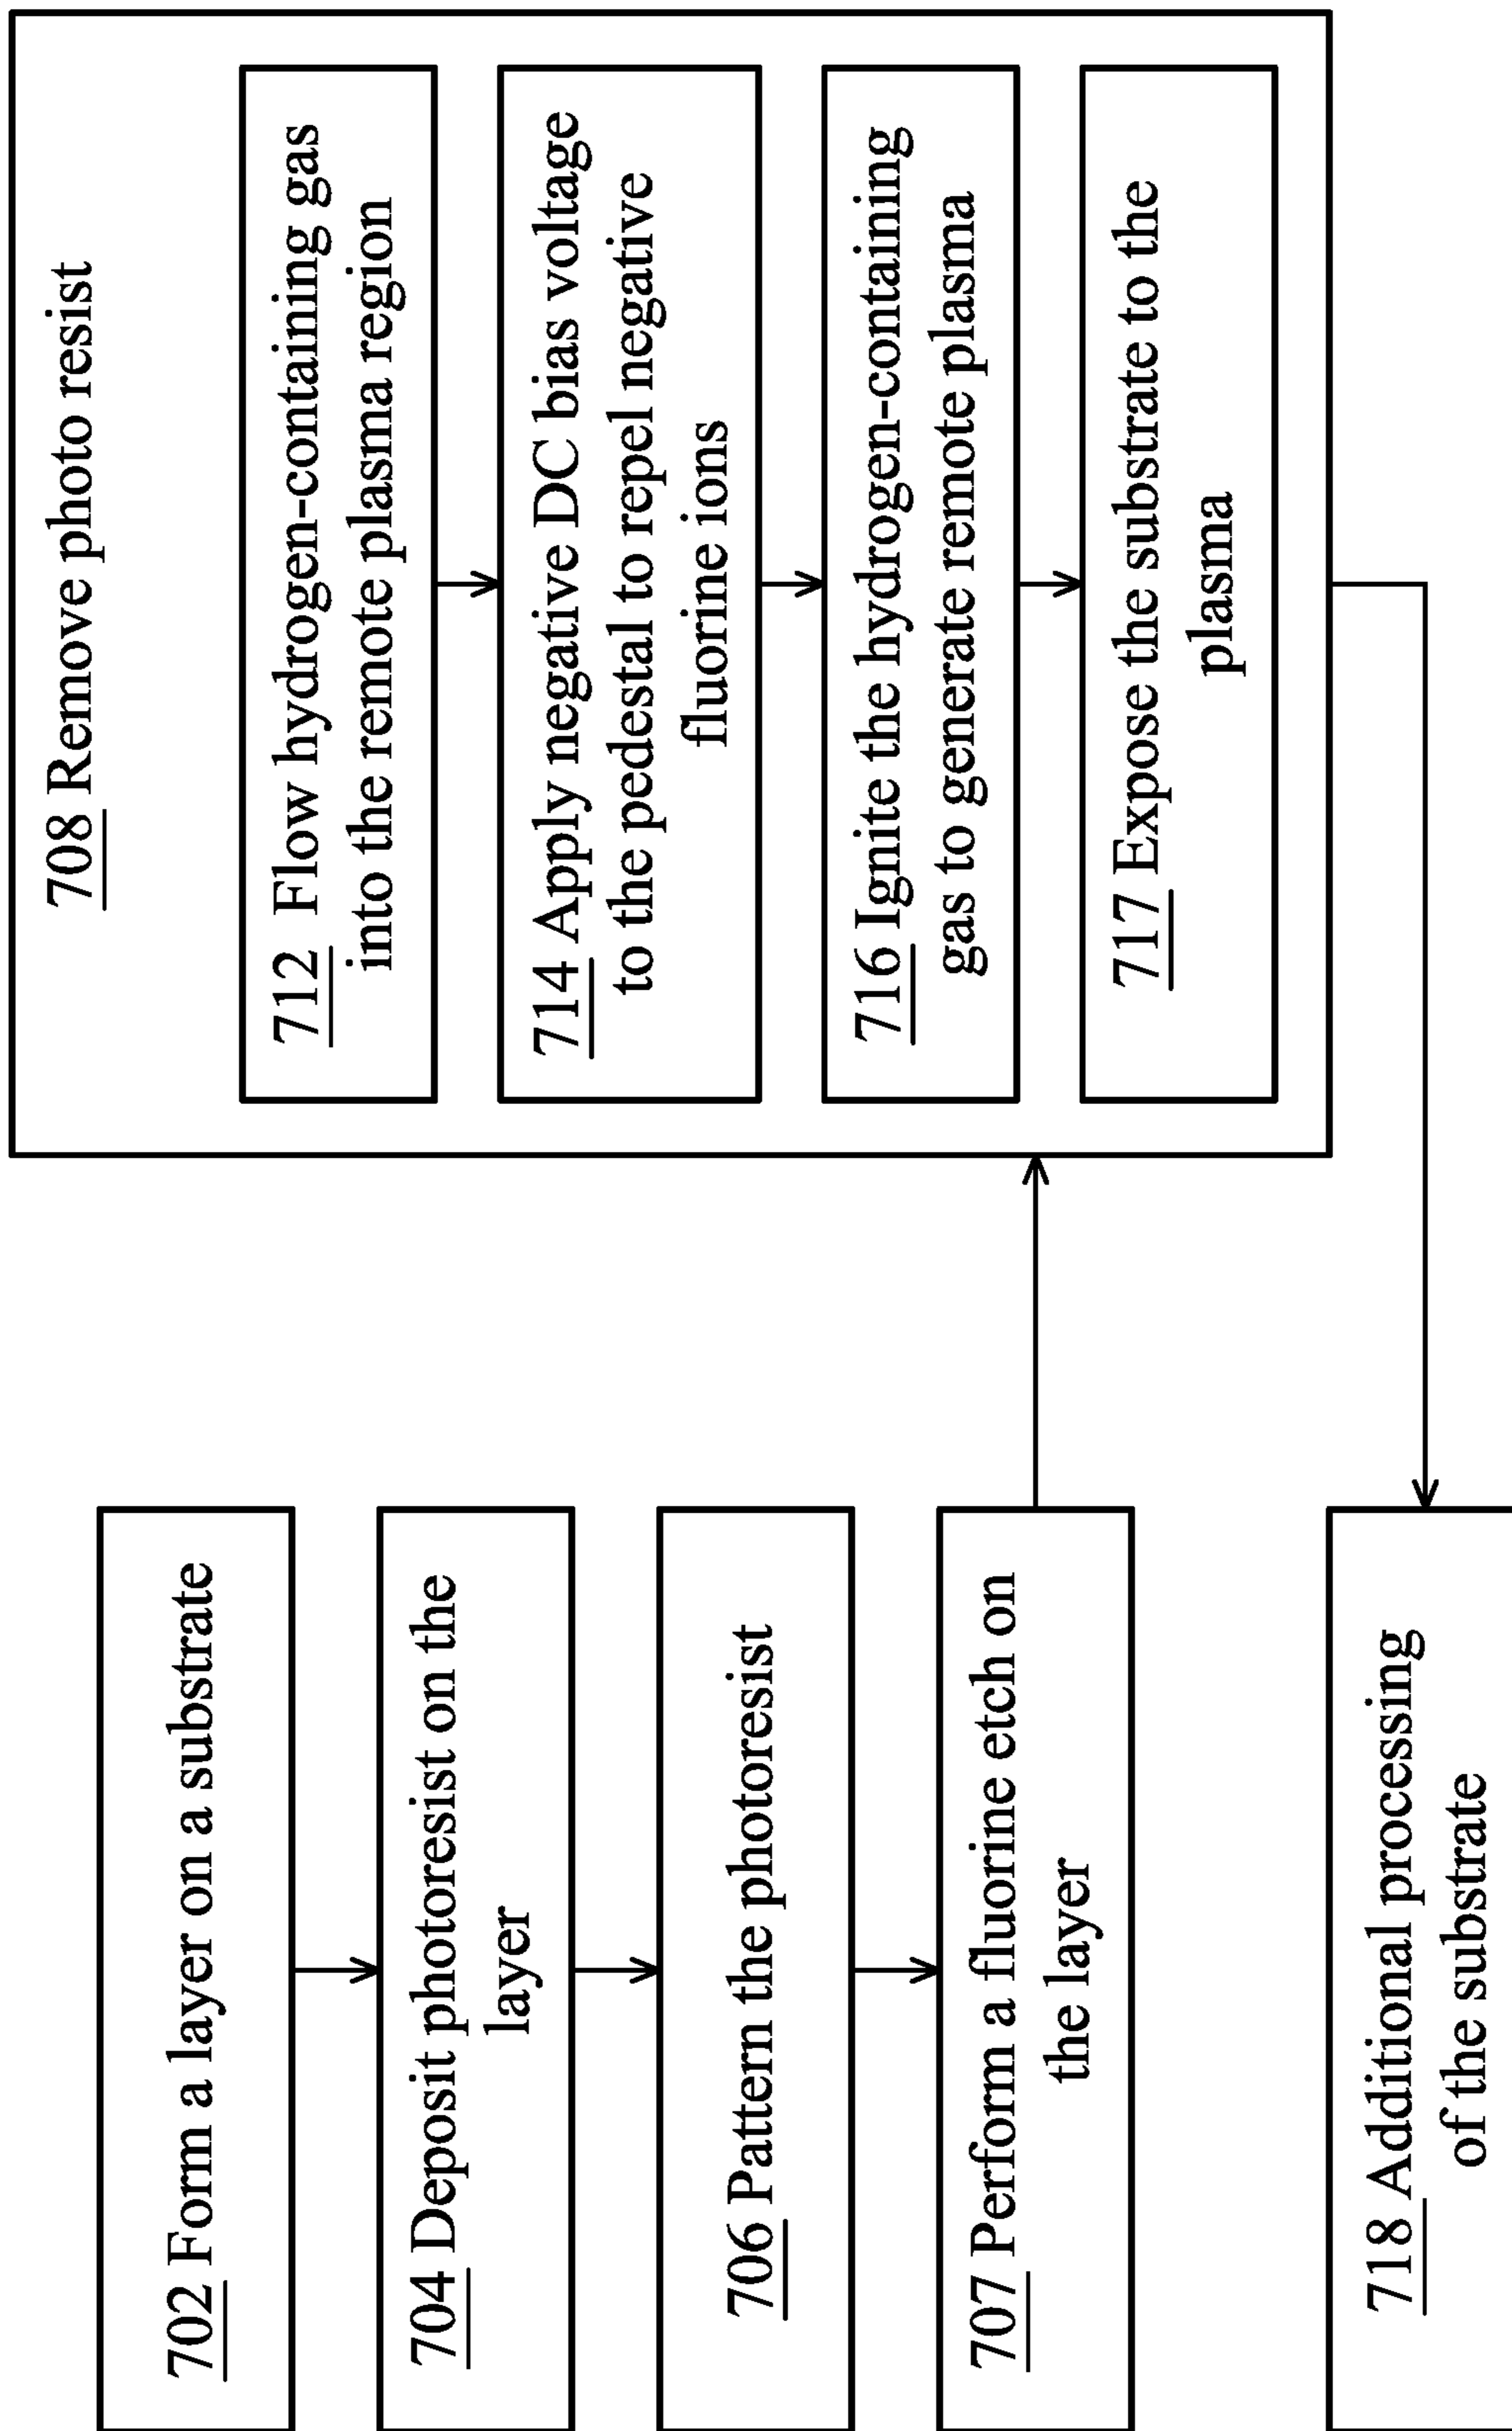 702 Form a layer on a substrate
704 Deposit photoresist on the
layer
706 Pattern the photoresist
707 Perform a fluorine etch on
the layer
708 Remove photo resist
712 Flow hydrogen-containing gas
into the remote plasma region
714 Apply negative DC bias voltage
to the pedestal to repel negative
fluorine ions
716 Ignite the hydrogen-containing
gas to generate remote plasma
717 Expose the substrate to the
plasma
718 Additional processing
of the substrate